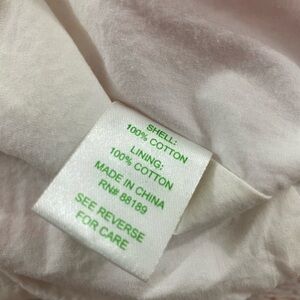 SHELL:
100% COTTON
LINING:
100% COTTON
MADE IN CHINA
RN# 88189
SEE REVERSE
FOR CARE